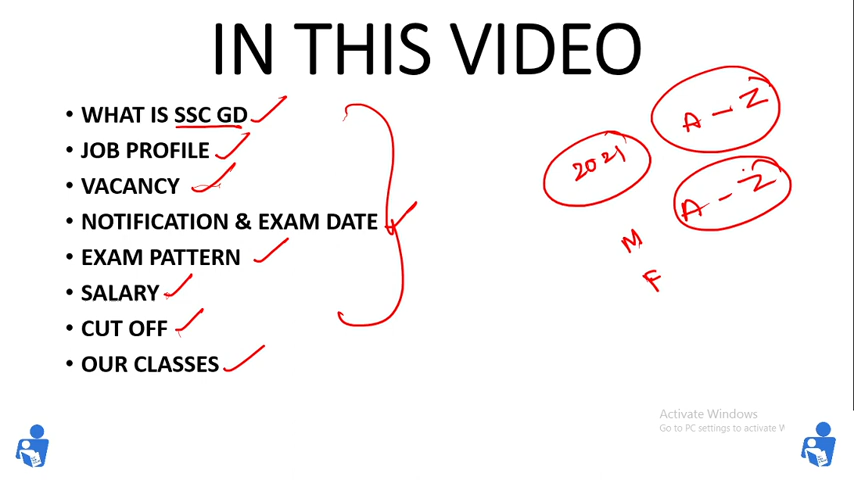 IN THIS VIDEO
• WHAT IS SSC GD
• JOB PROFILE
• VACANCY
• NOTIFICATION & EXAM DATE
• EXAM PATTERN
• SALARY
• CUT OFF
• OUR CLASSES
A - Z
2021
A - Z
M
F
Activate Windows
Go to PC settings to activate W